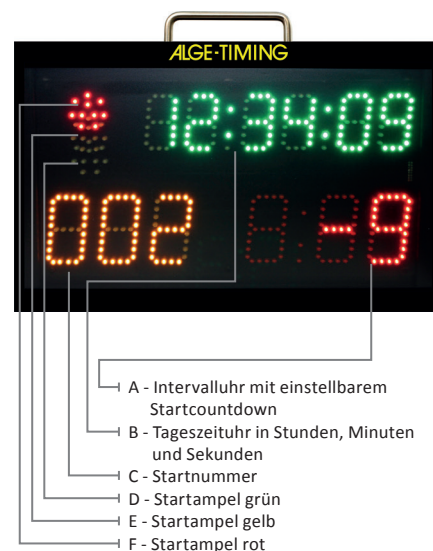 ALGE-TIMING
12:34:09
002 -9
A - Intervalluhr mit einstellbarem
Startcountdown
B - Tageszeituhr in Stunden, Minuten
und Sekunden
C - Startnummer
D - Startampel grün
E - Startampel gelb
F - Startampel rot